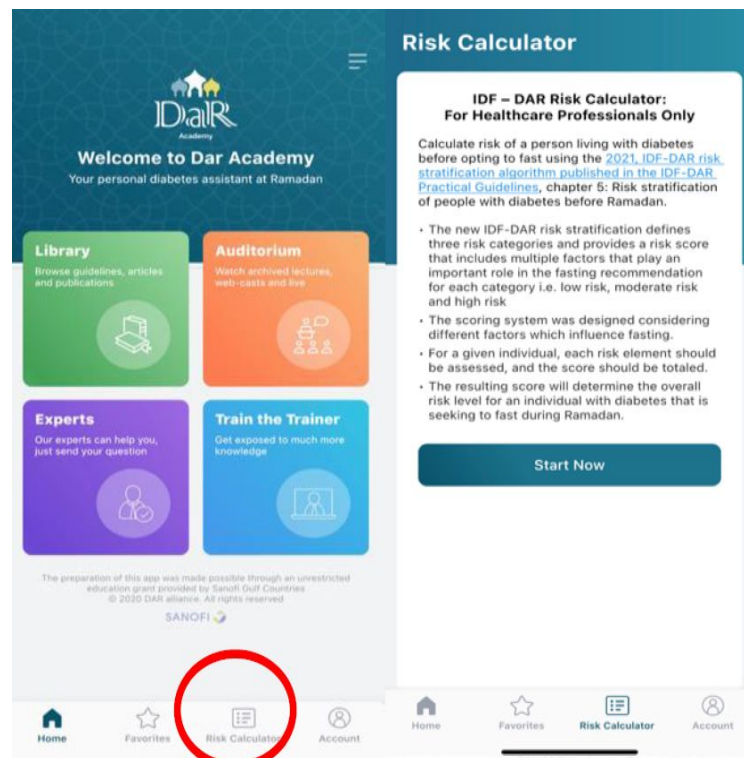 DaR
Academy
Welcome to Dar Academy
Your personal diabetes assistant at Ramadan
Library
Browse guidelines, articles
and publications
Auditorium
Watch archived lectures,
web-casts and live
Experts
Our experts can help you,
just send your question
Train the Trainer
Get exposed to much more
knowledge
The preparation of this app was made possible through an unrestricted
education grant provided by Sanofi Gulf Countries
© 2020 DAR alliance. All rights reserved
SANOFI
Home
Favorites
Risk Calculator
Account
Risk Calculator
IDF – DAR Risk Calculator:
For Healthcare Professionals Only
Calculate risk of a person living with diabetes
before opting to fast using the 2021, IDF-DAR risk
stratification algorithm published in the IDF-DAR
Practical Guidelines, chapter 5: Risk stratification
of people with diabetes before Ramadan.
• The new IDF-DAR risk stratification defines
three risk categories and provides a risk score
that includes multiple factors that play an
important role in the fasting recommendation
for each category i.e. low risk, moderate risk
and high risk
• The scoring system was designed considering
different factors which influence fasting.
• For a given individual, each risk element should
be assessed, and the score should be totaled.
• The resulting score will determine the overall
risk level for an individual with diabetes that is
seeking to fast during Ramadan.
Start Now
Home
Favorites
Risk Calculator
Account